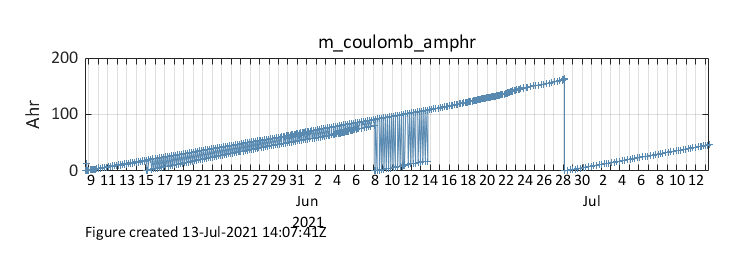 m_coulomb_amphr
200
100
0
Ahr
9 11 13 15 17 19 21 23 25 27 29 31 2 4 6 8 10 12 14 16 18 20 22 24 26 28 30 2 4 6 8 10 12
Jun Jul
2021
Figure created 13-Jul-2021 14:07:41Z